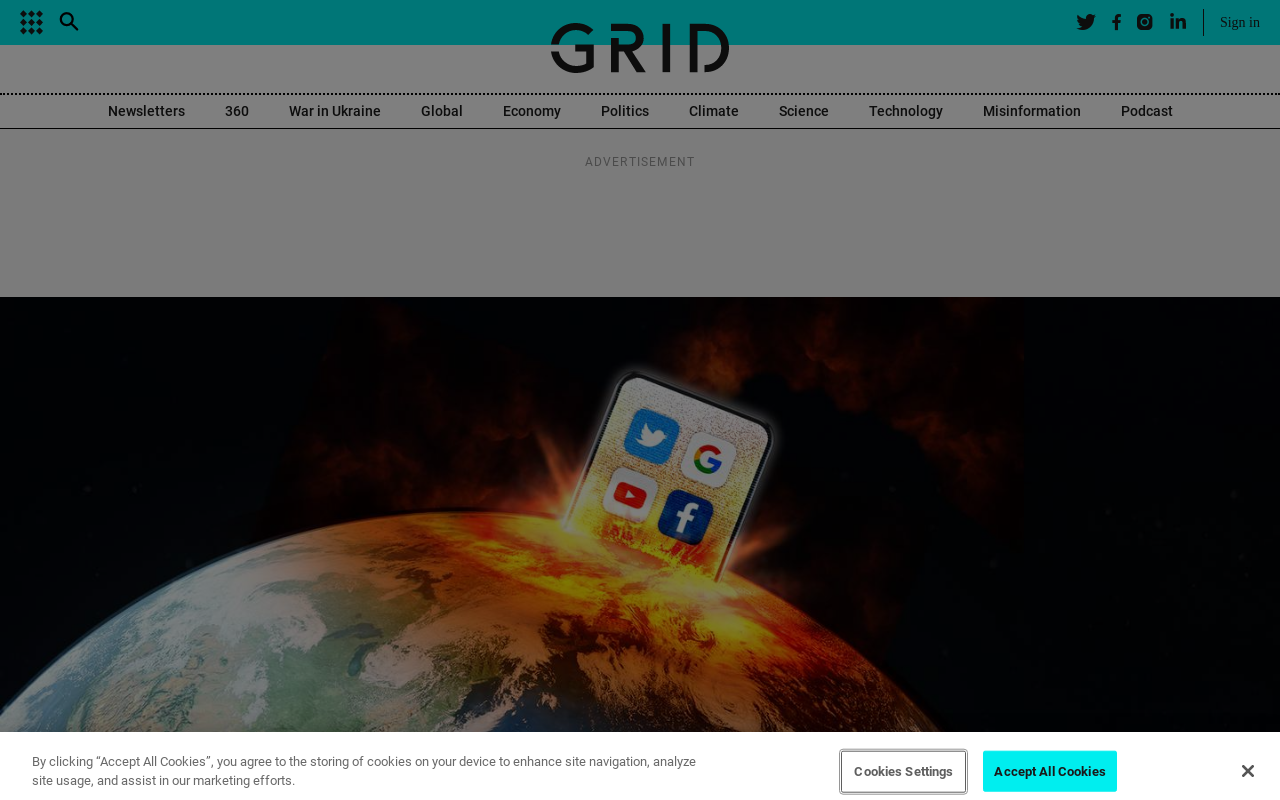 Sign in
GRID
Newsletters 360 War in Ukraine Global Economy Politics Climate Science Technology Misinformation Podcast
ADVERTISEMENT
By clicking “Accept All Cookies”, you agree to the storing of cookies on your device to enhance site navigation, analyze
site usage, and assist in our marketing efforts.
Cookies Settings
Accept All Cookies